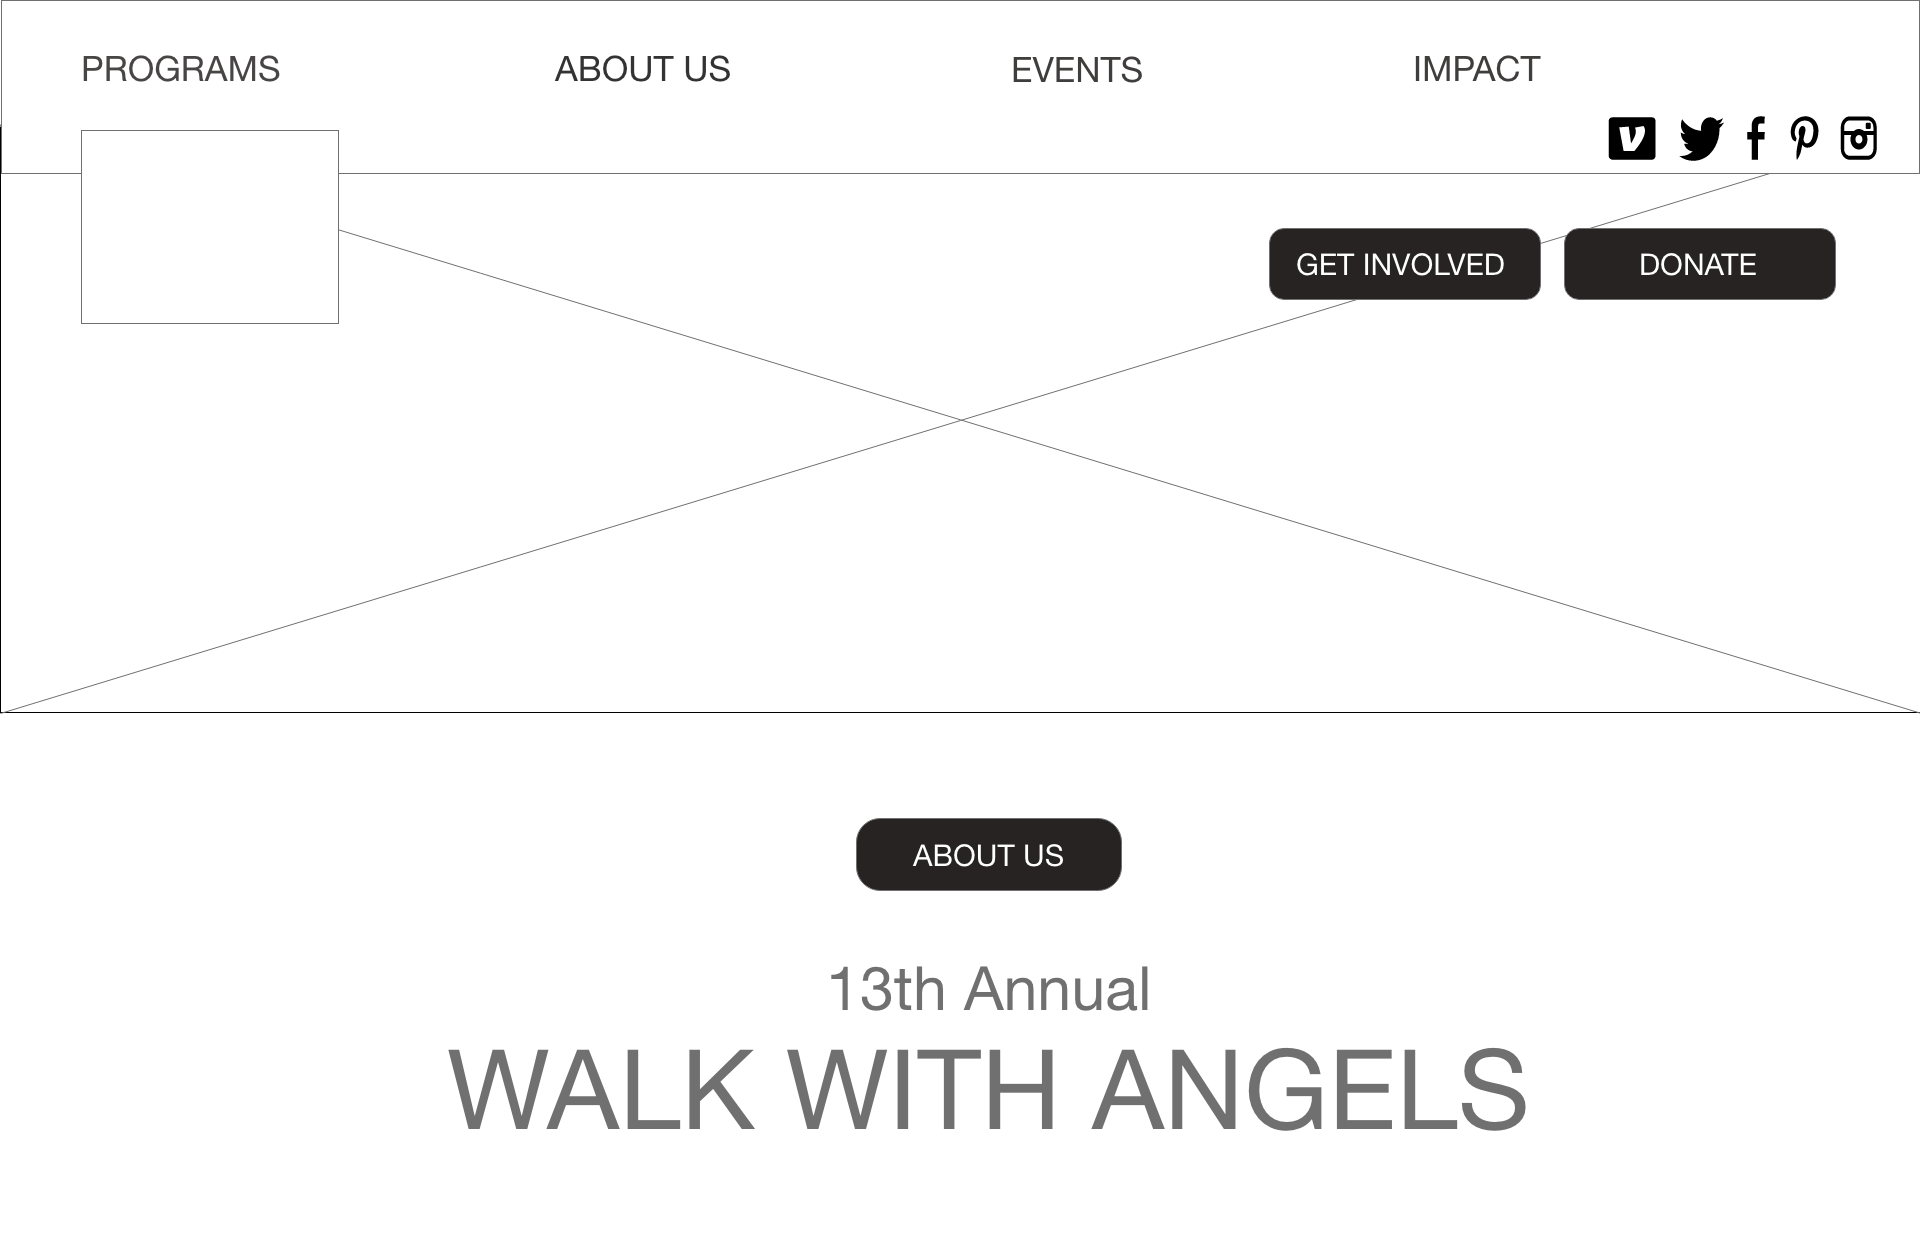 PROGRAMS
ABOUT US
EVENTS
IMPACT
GET INVOLVED
DONATE
ABOUT US
13th Annual
WALK WITH ANGELS